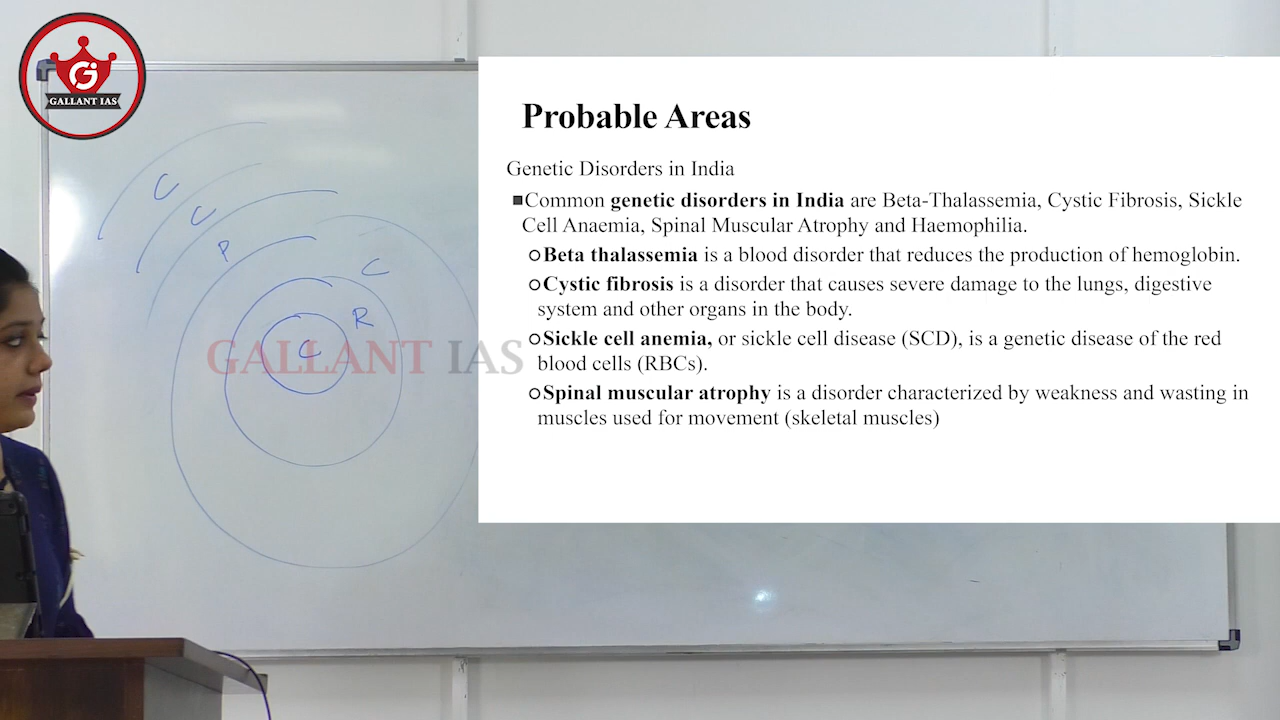 GALLANT IAS
Probable Areas
Genetic Disorders in India
Common genetic disorders in India are Beta-Thalassemia, Cystic Fibrosis, Sickle
Cell Anaemia, Spinal Muscular Atrophy and Haemophilia.
Beta thalassemia is a blood disorder that reduces the production of hemoglobin.
Cystic fibrosis is a disorder that causes severe damage to the lungs, digestive
system and other organs in the body.
Sickle cell anemia, or sickle cell disease (SCD), is a genetic disease of the red
blood cells (RBCs).
Spinal muscular atrophy is a disorder characterized by weakness and wasting in
muscles used for movement (skeletal muscles)
C
C
P
C
R
C
GALLANT IAS